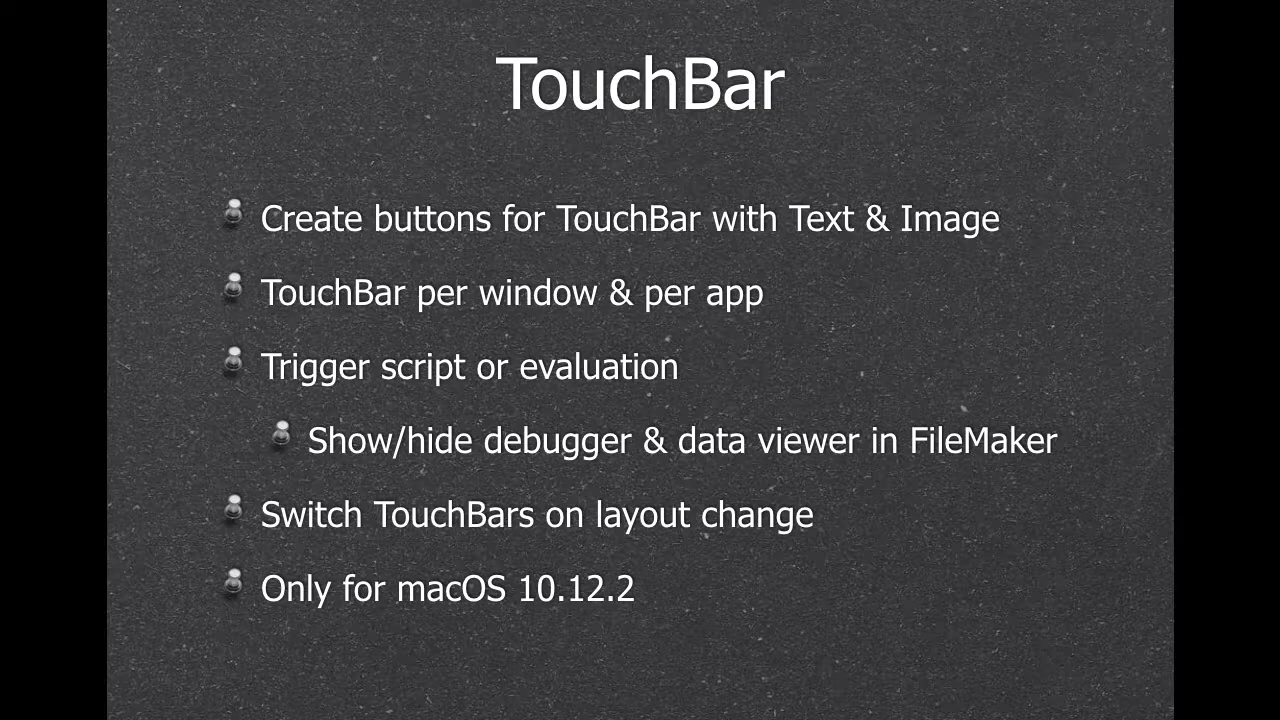 TouchBar
Create buttons for TouchBar with Text & Image
TouchBar per window & per app
Trigger script or evaluation
Show/hide debugger & data viewer in FileMaker
Switch TouchBars on layout change
Only for macOS 10.12.2